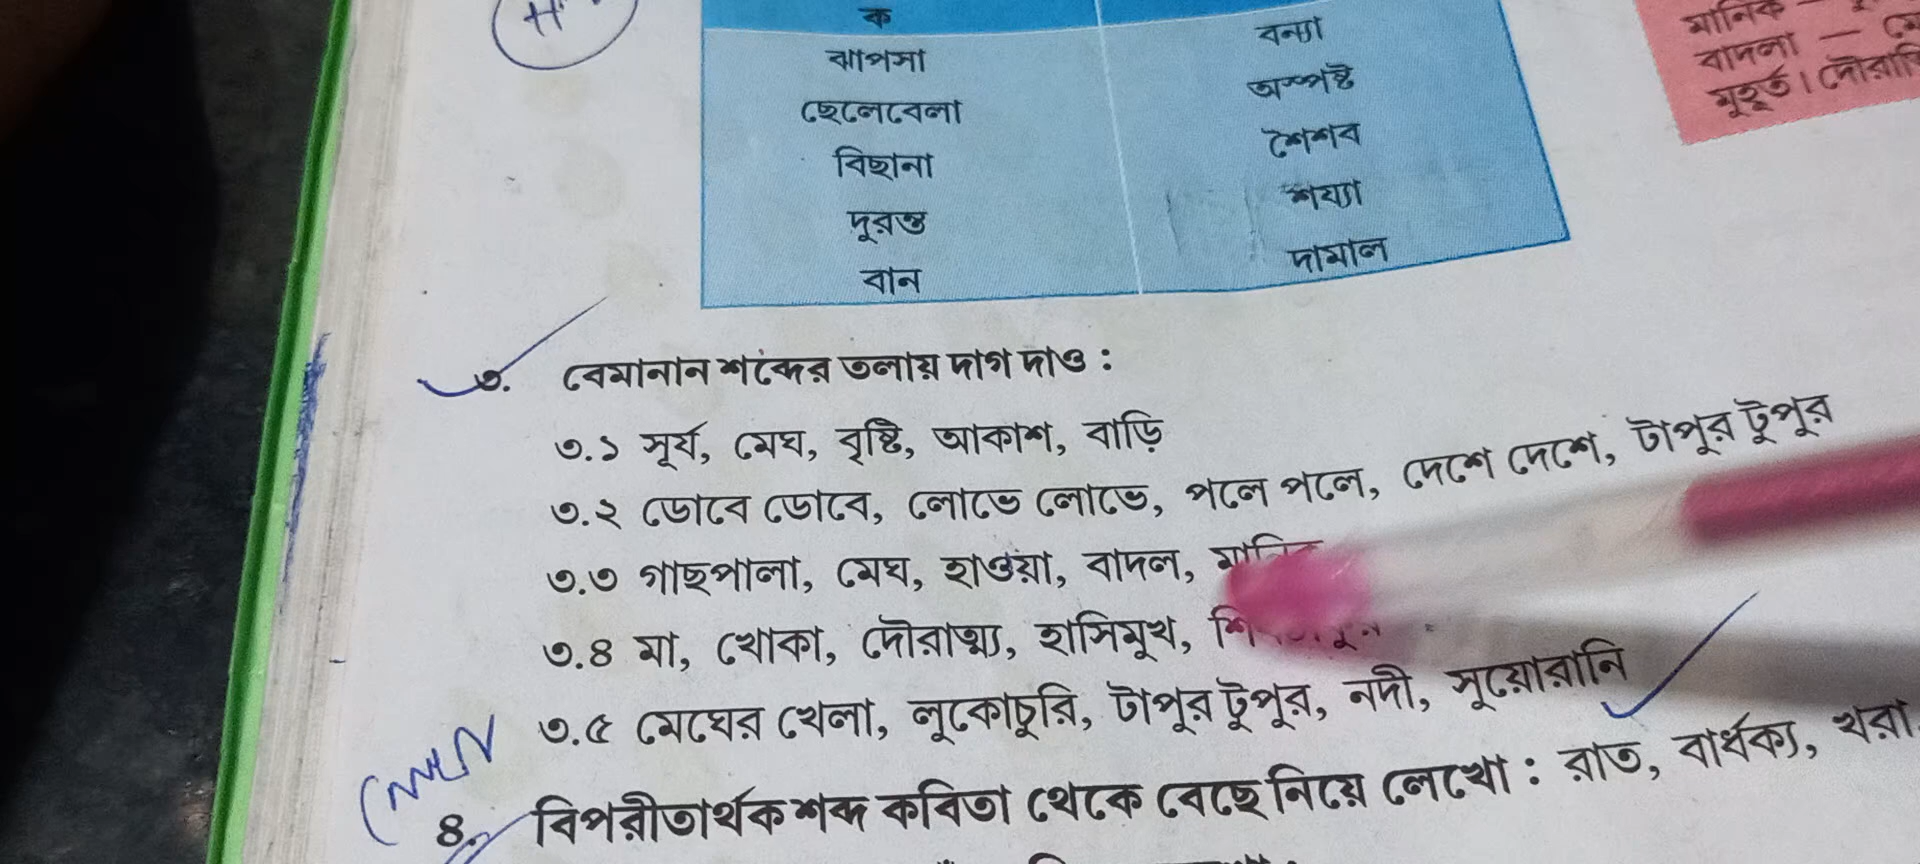 ক
ঝাপসা
ছেলেবেলা
বিছানা
দুরন্ত
বান
বন্যা
অস্পষ্ট
শৈশব
শয্যা
দামাল
মানিক —
বাদলা —
মুহূর্ত।
৩. বেমানান শব্দের তলায় দাগ দাও :
৩.১ সূর্য, মেঘ, বৃষ্টি, আকাশ, বাড়ি
৩.২ ডোবে ডোবে, লোভে লোভে, পলে পলে, দেশে দেশে, টাপুর টুপুর
৩.৩ গাছপালা, মেঘ, হাওয়া, বাদল,
৩.৪ মা, খোকা, দৌরাত্ম্য, হাসিমুখ,
৩.৫ মেঘের খেলা, লুকোচুরি, টাপুর টুপুর, নদী, সুয়োরানি
৪. বিপরীতার্থক শব্দ কবিতা থেকে বেছে নিয়ে লেখো : রাত, বার্ধক্য, খরা